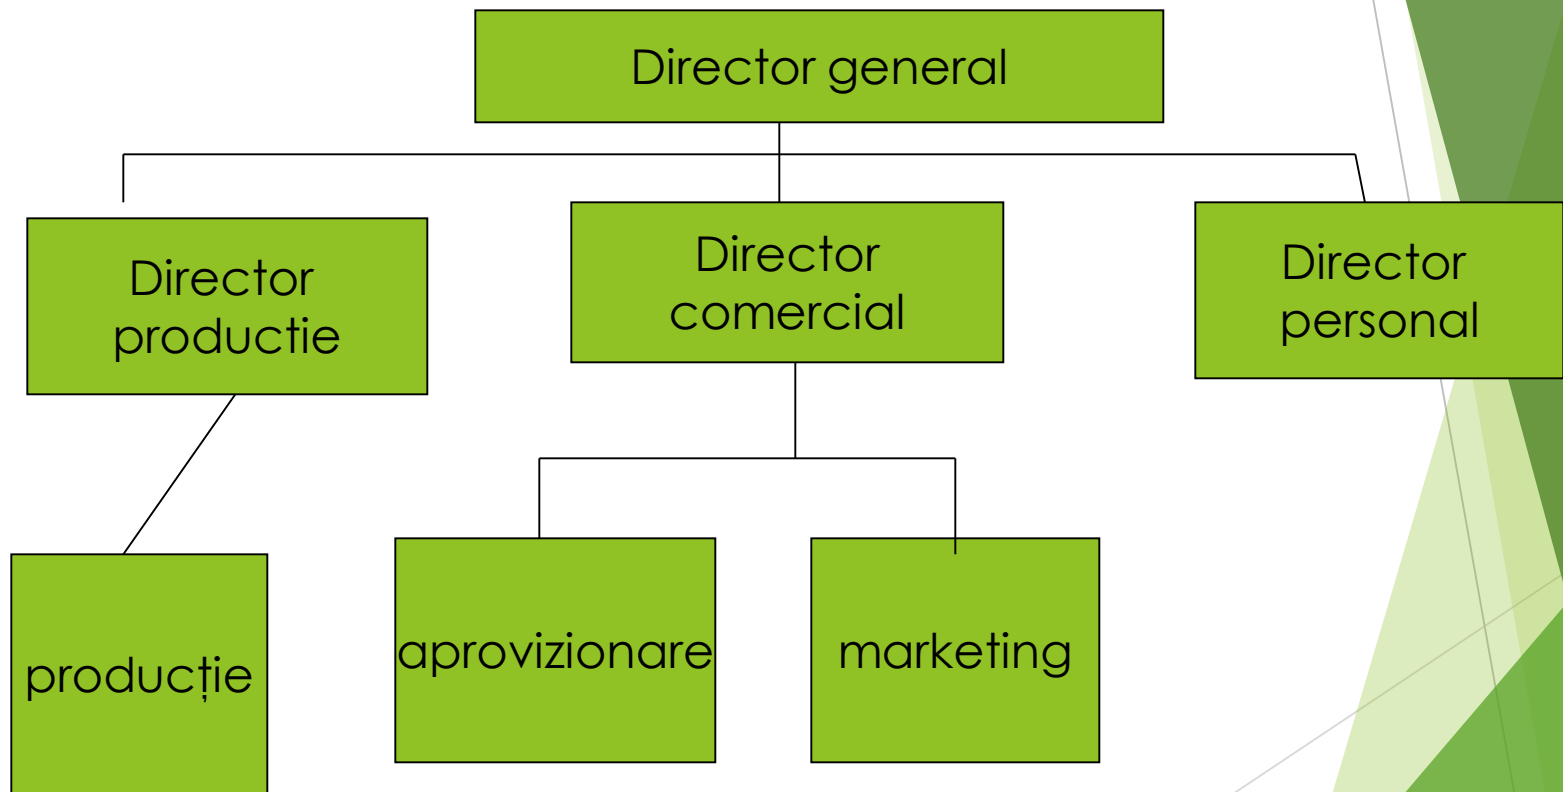 Director general
Director
productie
Director
comercial
Director
personal
producție
aprovizionare
marketing